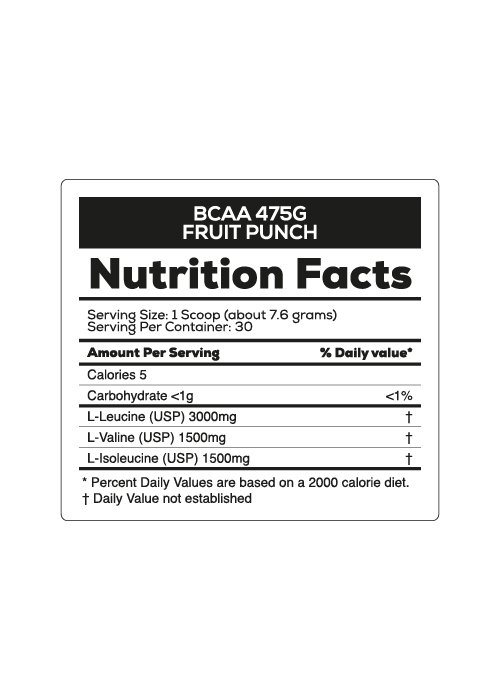 BCAA 475G
FRUIT PUNCH
Nutrition Facts
Serving Size: 1 Scoop (about 7.6 grams)
Serving Per Container: 30
Amount Per Serving % Daily value*
Calories 5
Carbohydrate <1g <1%
L-Leucine (USP) 3000mg †
L-Valine (USP) 1500mg †
L-Isoleucine (USP) 1500mg †
* Percent Daily Values are based on a 2000 calorie diet.
† Daily Value not established